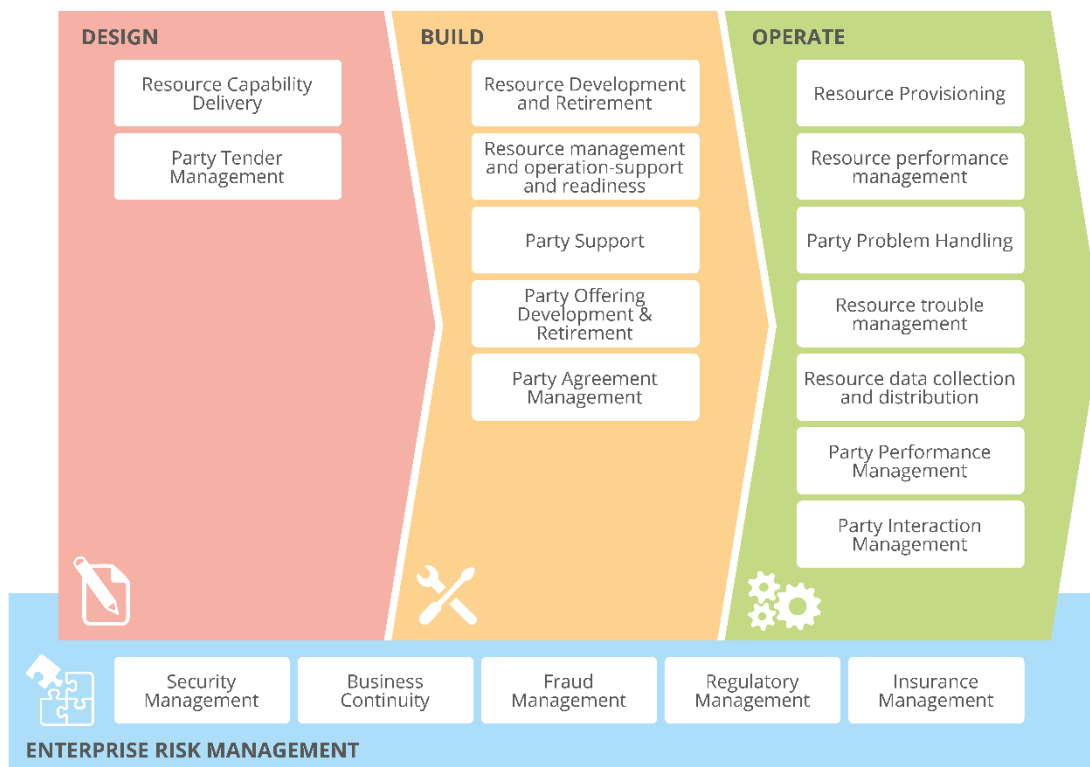 DESIGN
Resource Capability
Delivery
Party Tender
Management
BUILD
Resource Development
and Retirement
Resource management
and operation-support
and readiness
Party Support
Party Offering
Development &
Retirement
Party Agreement
Management
OPERATE
Resource Provisioning
Resource performance
management
Party Problem Handling
Resource trouble
management
Resource data collection
and distribution
Party Performance
Management
Party Interaction
Management
Security
Management
Business
Continuity
Fraud
Management
Regulatory
Management
Insurance
Management
ENTERPRISE RISK MANAGEMENT